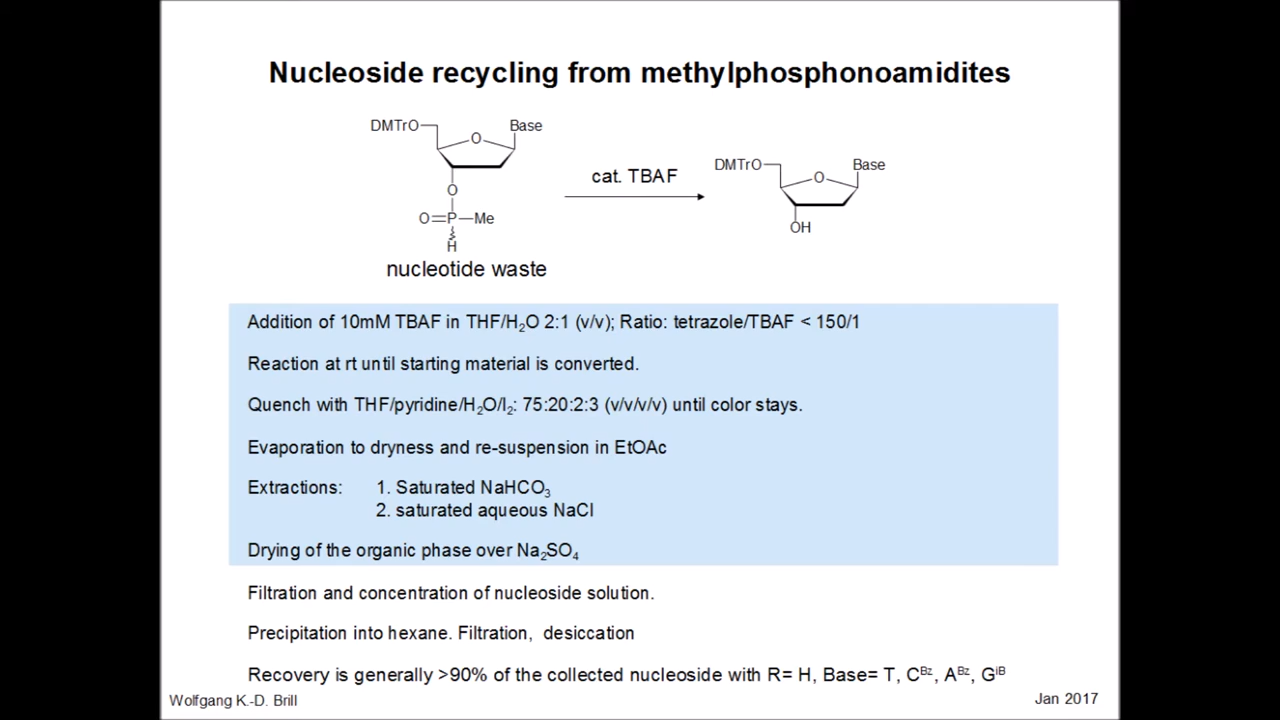 Nucleoside recycling from methylphosphonoamidites
DMTrO
O
Base
O
O=P—Me
H
nucleotide waste
cat. TBAF
DMTrO
O
Base
OH
Addition of 10mM TBAF in THF/H₂O 2:1 (v/v); Ratio: tetrazole/TBAF < 150/1
Reaction at rt until starting material is converted.
Quench with THF/pyridine/H₂O/I₂: 75:20:2:3 (v/v/v/v) until color stays.
Evaporation to dryness and re-suspension in EtOAc
Extractions: 1. Saturated NaHCO₃
2. saturated aqueous NaCl
Drying of the organic phase over Na₂SO₄
Filtration and concentration of nucleoside solution.
Precipitation into hexane. Filtration, desiccation
Recovery is generally >90% of the collected nucleoside with R= H, Base= T, C^Bz, A^Bz, G^iB
Wolfgang K.-D. Brill
Jan 2017